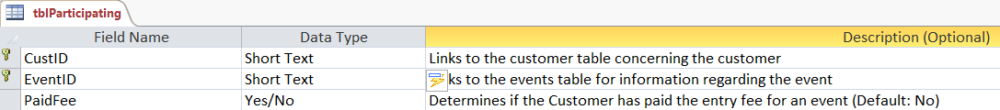 tblParticipating
Field Name Data Type Description (Optional)
CustID Short Text Links to the customer table concerning the customer
EventID Short Text ks to the events table for information regarding the event
PaidFee Yes/No Determines if the Customer has paid the entry fee for an event (Default: No)